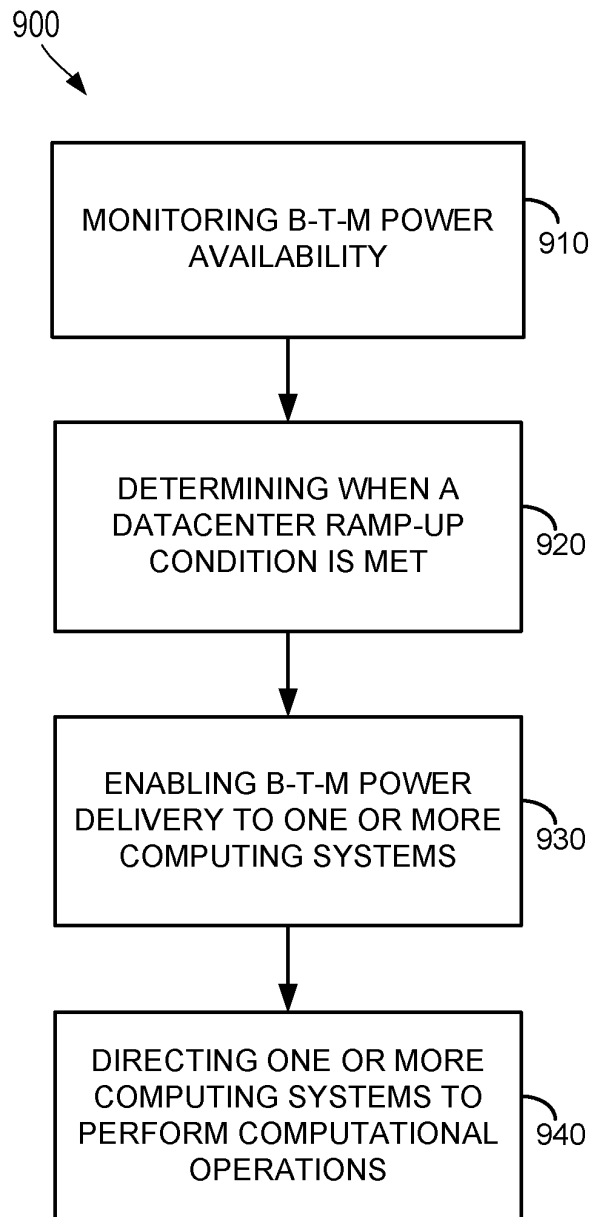 900
MONITORING B-T-M POWER
AVAILABILITY
910
DETERMINING WHEN A
DATACENTER RAMP-UP
CONDITION IS MET
920
ENABLING B-T-M POWER
DELIVERY TO ONE OR MORE
COMPUTING SYSTEMS
930
DIRECTING ONE OR MORE
COMPUTING SYSTEMS TO
PERFORM COMPUTATIONAL
OPERATIONS
940